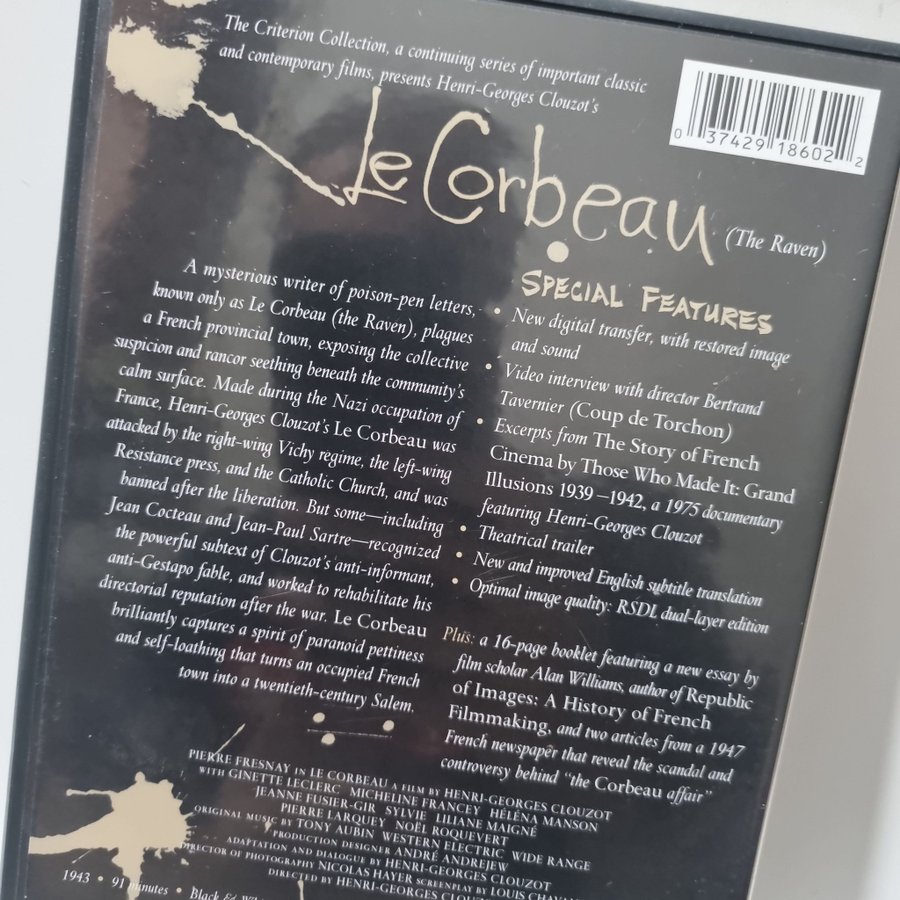 The Criterion Collection, a continuing series of important classic
and contemporary films, presents Henri-Georges Clouzot's
Le Corbeau
(The Raven)
0 37429 18602 2
A mysterious writer of poison-pen letters,
known only as Le Corbeau (the Raven), plagues
a French provincial town, exposing the collective
suspicion and rancor seething beneath the community's
calm surface. Made during the Nazi occupation of
France, Henri-Georges Clouzot's Le Corbeau was
attacked by the right-wing Vichy regime, the left-wing
Resistance press, and the Catholic Church, and was
banned after the liberation. But some—including
Jean Cocteau and Jean-Paul Sartre—recognized
the powerful subtext of Clouzot's anti-informant,
anti-Gestapo fable, and worked to rehabilitate his
directorial reputation after the war. Le Corbeau
brilliantly captures a spirit of paranoid pettiness
and self-loathing that turns an occupied French
town into a twentieth-century Salem.
Special Features
• New digital transfer, with restored image
and sound
• Video interview with director Bertrand
Tavernier (Coup de Torchon)
• Excerpts from The Story of French
Cinema by Those Who Made It: Grand
Illusions 1939–1942, a 1975 documentary
featuring Henri-Georges Clouzot
• Theatrical trailer
• New and improved English subtitle translation
• Optimal image quality: RSDL dual-layer edition
Plus: a 16-page booklet featuring a new essay by
film scholar Alan Williams, author of Republic
of Images: A History of French
Filmmaking, and two articles from a 1947
French newspaper that reveal the scandal and
controversy behind "the Corbeau affair"
PIERRE FRESNAY IN LE CORBEAU A FILM BY HENRI-GEORGES CLOUZOT
WITH GINETTE LECLERC MICHELINE FRANCEY HÉLÉNA MANSON
JEANNE FUSIER-GIR SYLVIE LILIANE MAIGNÉ
PIERRE LARQUEY NOËL ROQUEVERT
ORIGINAL MUSIC BY TONY AUBIN WESTERN ELECTRIC WIDE RANGE
PRODUCTION DESIGNER ANDRÉ ANDREJEW
ADAPTATION AND DIALOGUE BY HENRI-GEORGES CLOUZOT
DIRECTOR OF PHOTOGRAPHY NICOLAS HAYER SCREENPLAY BY LOUIS
DIRECTED BY HENRI-GEORGES
1943 • 91 minutes • Black &